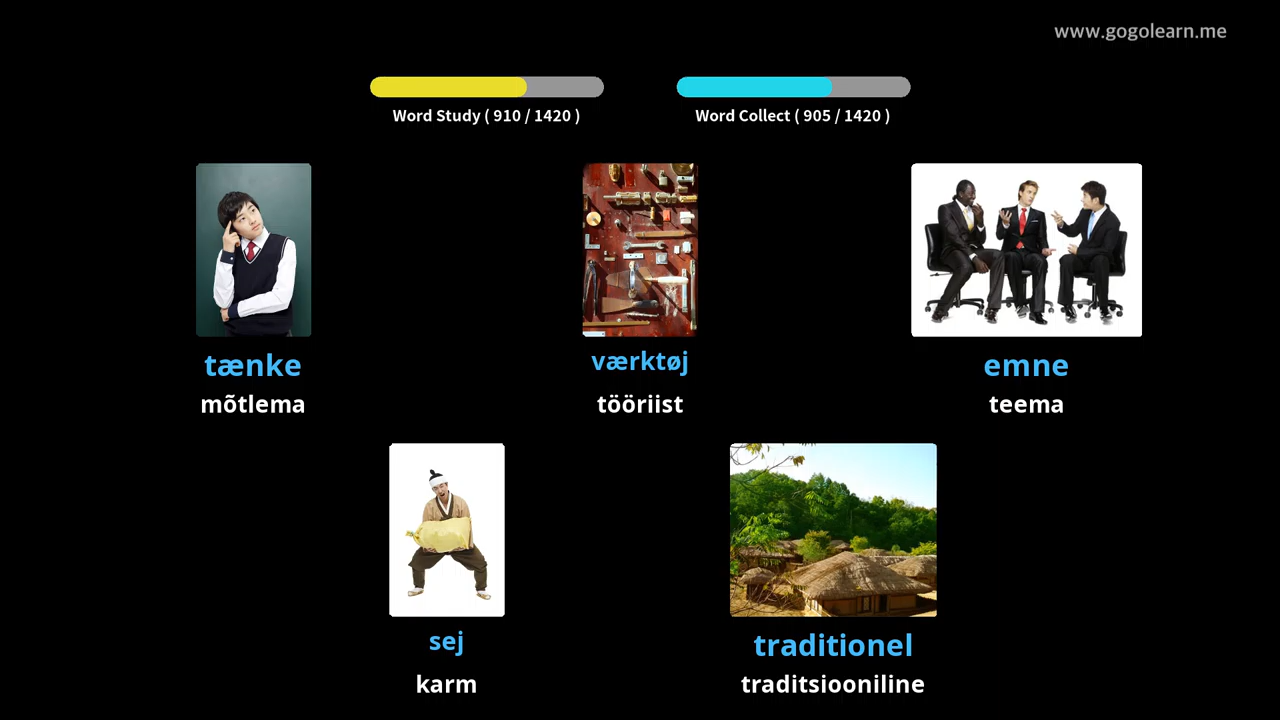 www.gogolearn.me
Word Study ( 910 / 1420 )
Word Collect ( 905 / 1420 )
tænke
mõtlema
værktøj
tööriist
emne
teema
sej
karm
traditionel
traditsiooniline